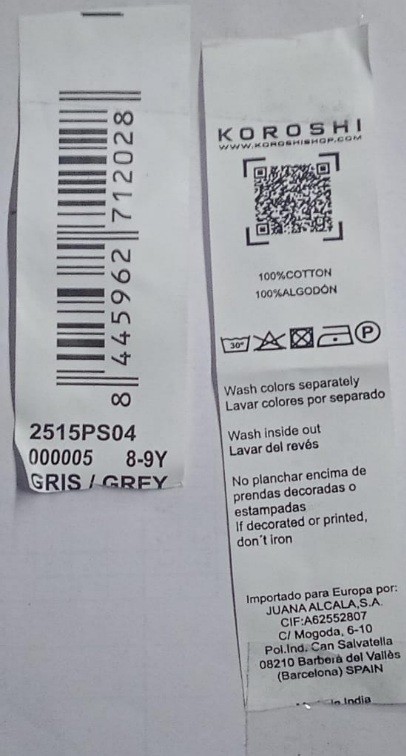 8 445962 712028
2515PS04
000005 8-9Y
GRIS / GREY
KOROSHI
WWW.KOROSHISHOP.COM
100%COTTON
100%ALGODÓN
30°
P
Wash colors separately
Lavar colores por separado
Wash inside out
Lavar del revés
No planchar encima de
prendas decoradas o
estampadas
If decorated or printed,
don´t iron
Importado para Europa por:
JUANA ALCALA,S.A.
CIF:A62552807
C/ Mogoda, 6-10
Pol.Ind. Can Salvatella
08210 Barberà del Vallès
(Barcelona) SPAIN
in India